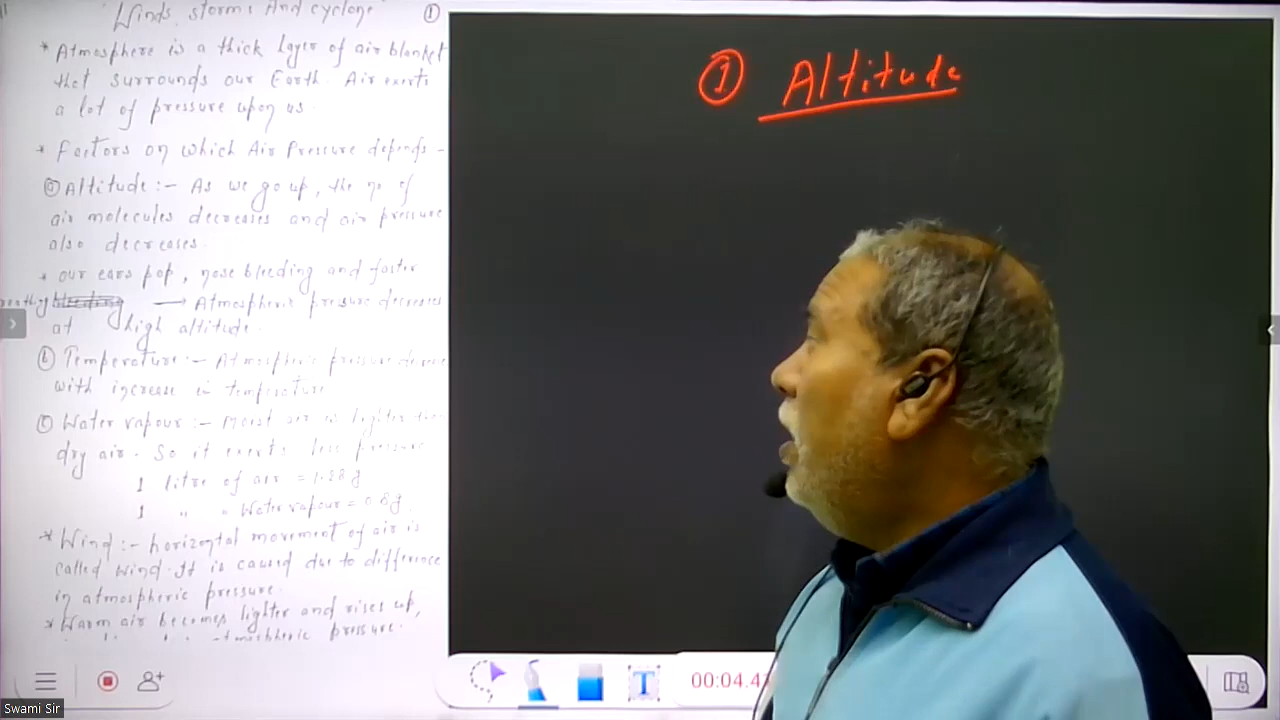 Winds, storms And cyclone
①
* Atmosphere is a thick layer of air blanket
that surrounds our Earth. Air exerts
a lot of pressure upon us.
* Factors on which Air Pressure depends -
ⓐ Altitude :- As we go up, the no of
air molecules decreases and air pressure
also decreases.
* our ears pop, nose bleeding and faster
→ Atmospheric pressure decreases
at high altitude.
ⓑ Temperature :- Atmospheric pressure
with increase in temperature
ⓒ Water vapour :- Moist air is lighter
dry air. So it exerts less pressure
1 litre of air = 1.28g
1 " " Water vapour = 0.8g
* Wind :- horizontal movement of air is
called wind. It is caused due to difference
in atmospheric pressure.
* Warm air becomes lighter and rises up,
pressure.
① Altitude
T
00:04.4
Swami Sir